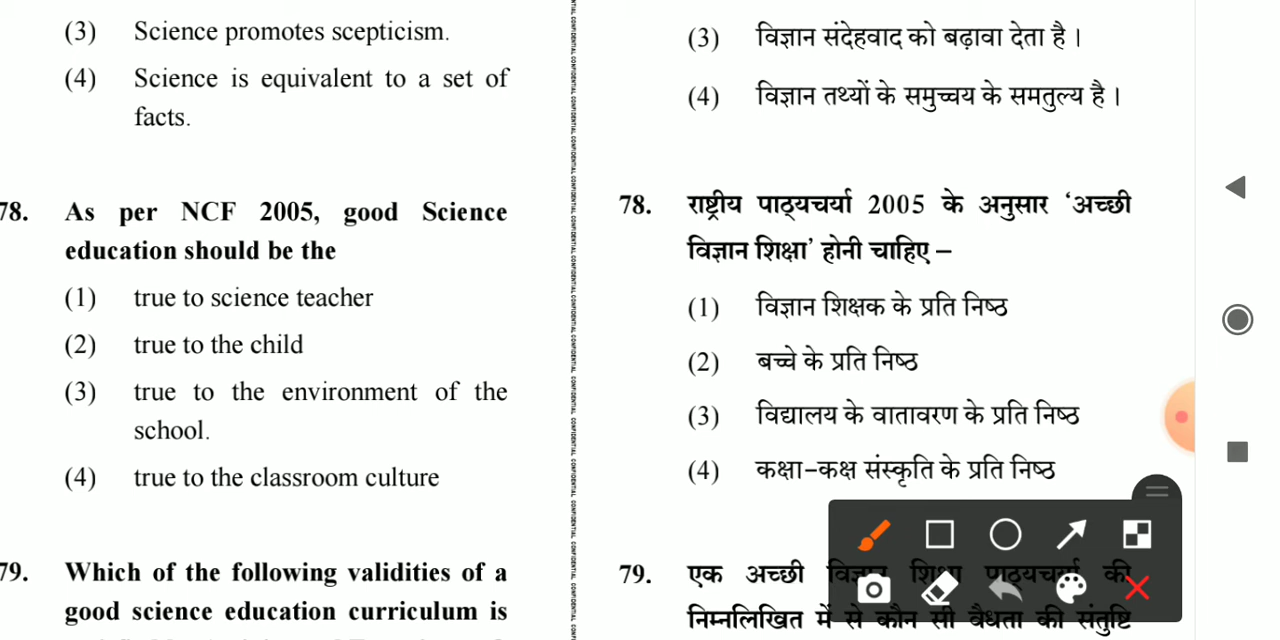 (3) Science promotes scepticism.
(4) Science is equivalent to a set of
facts.
78. As per NCF 2005, good Science
education should be the
(1) true to science teacher
(2) true to the child
(3) true to the environment of the
school.
(4) true to the classroom culture
79. Which of the following validities of a
good science education curriculum is
(3) विज्ञान संदेहवाद को बढ़ावा देता है ।
(4) विज्ञान तथ्यों के समुच्चय के समतुल्य है ।
78. राष्ट्रीय पाठ्यचर्या 2005 के अनुसार ‘अच्छी
विज्ञान शिक्षा’ होनी चाहिए –
(1) विज्ञान शिक्षक के प्रति निष्ठ
(2) बच्चे के प्रति निष्ठ
(3) विद्यालय के वातावरण के प्रति निष्ठ
(4) कक्षा-कक्ष संस्कृति के प्रति निष्ठ
79. एक अच्छी विज्ञान शिक्षा पाठ्यचर्या की
निम्नलिखित में से कौन सी वैधता की संतुष्टि